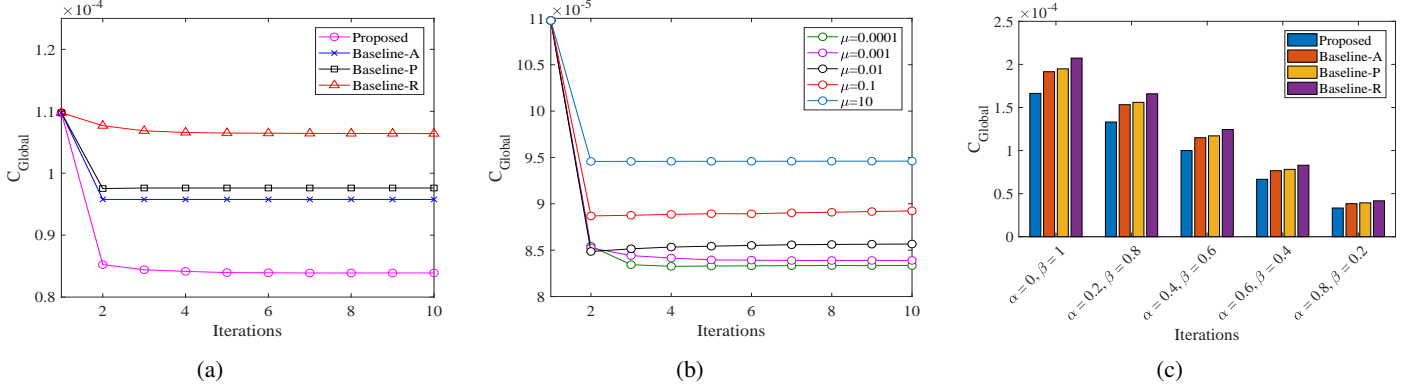 ×10⁻⁴
1.2
1.1
1
0.9
0.8
C_Global
2 4 6 8 10
Iterations
Proposed
Baseline-A
Baseline-P
Baseline-R
(a)
×10⁻⁵
11
10.5
10
9.5
9
8.5
8
C_Global
2 4 6 8 10
Iterations
μ=0.0001
μ=0.001
μ=0.01
μ=0.1
μ=10
(b)
×10⁻⁴
2.5
2
1.5
1
0.5
0
C_Global
α = 0, β = 1
α = 0.2, β = 0.8
α = 0.4, β = 0.6
α = 0.6, β = 0.4
α = 0.8, β = 0.2
Iterations
Proposed
Baseline-A
Baseline-P
Baseline-R
(c)